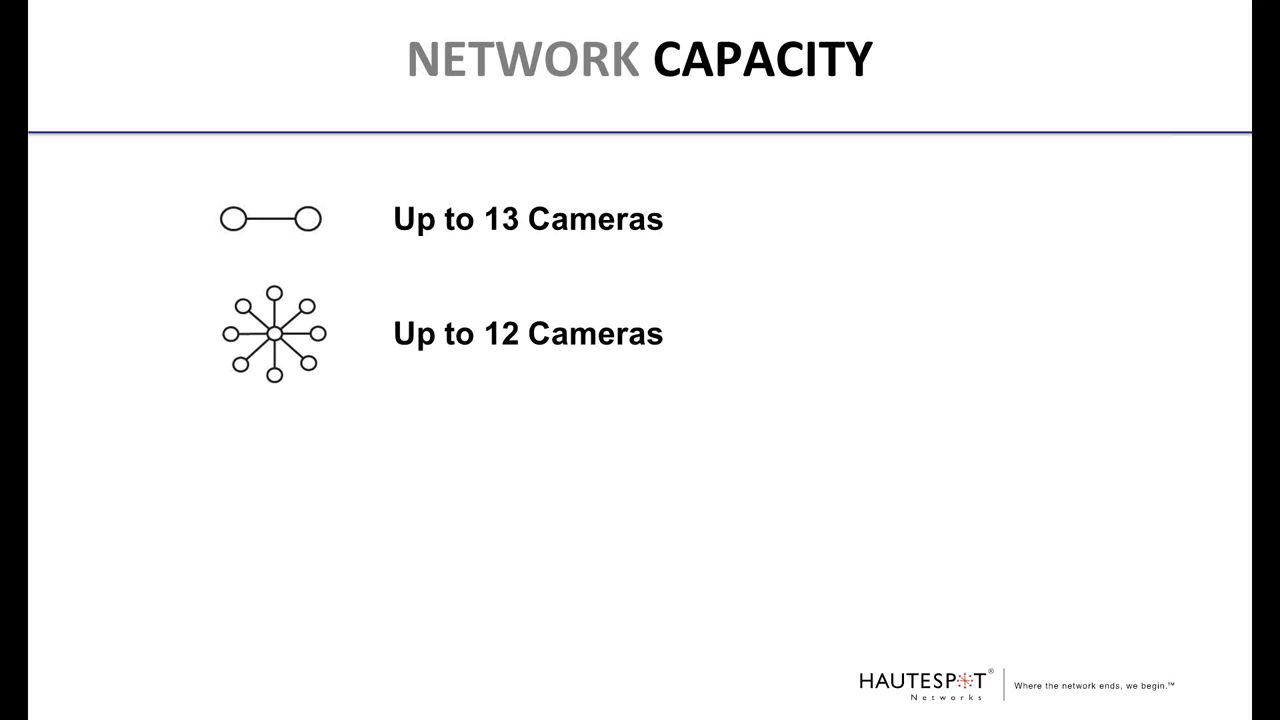 NETWORK CAPACITY
Up to 13 Cameras
Up to 12 Cameras
HAUTESPOT®
Networks
Where the network ends, we begin.™